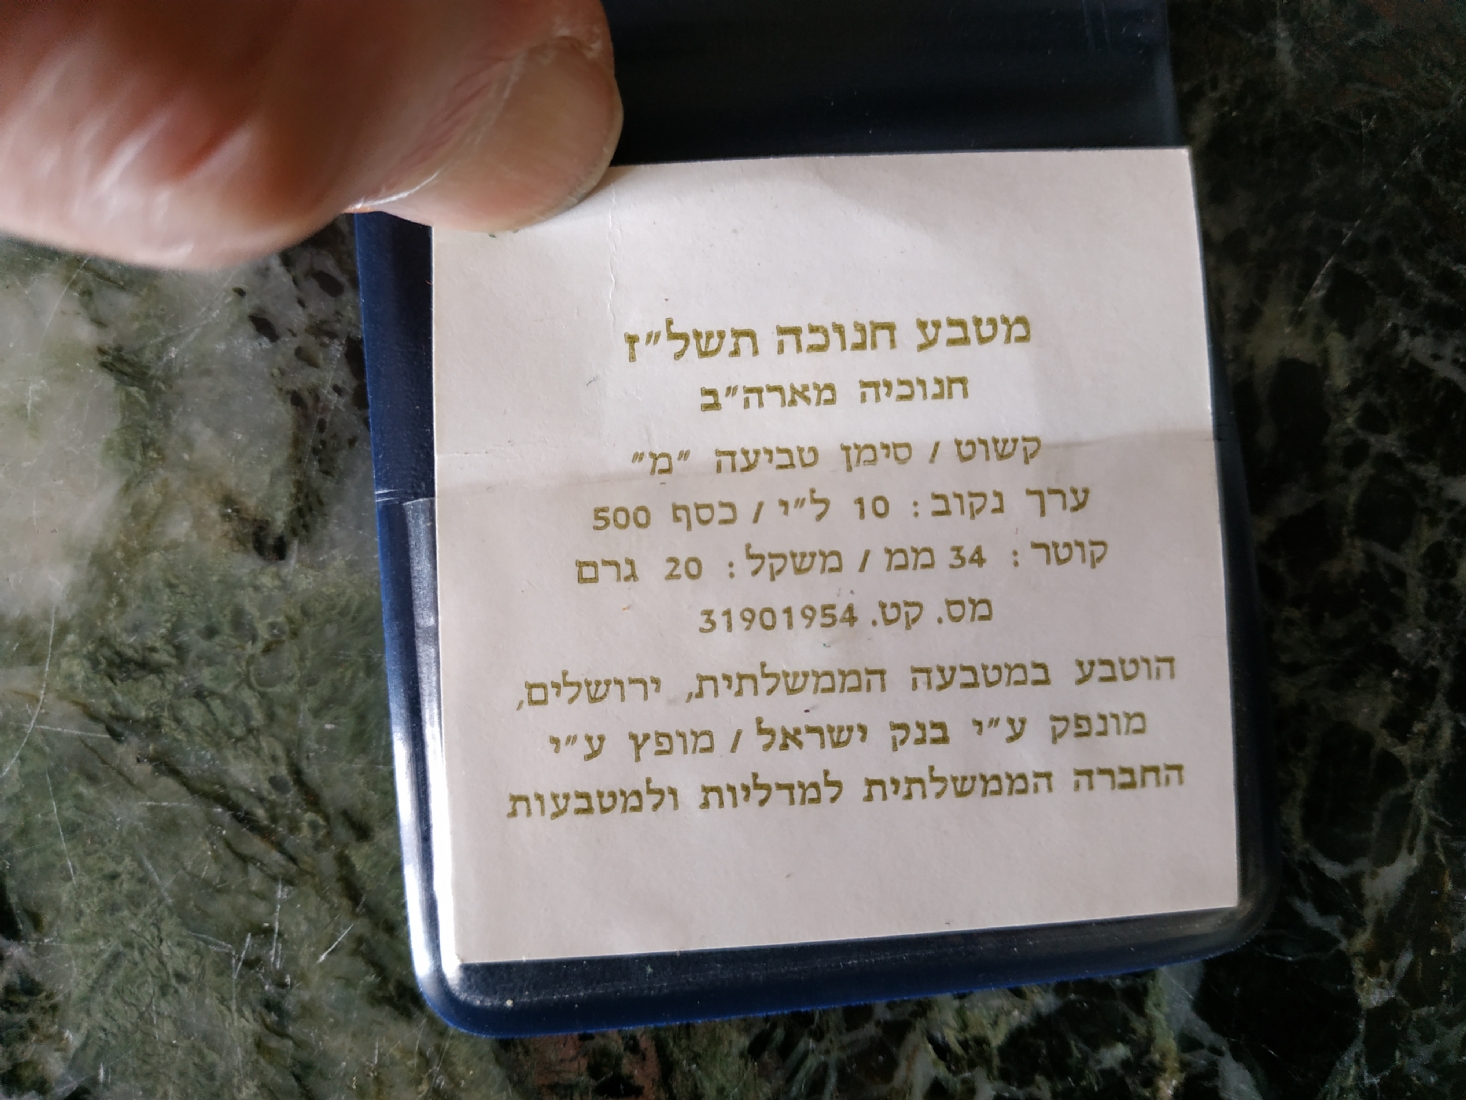 מטבע חנוכה תשל״ז
חנוכיה מארה״ב
קשוט / סימן טביעה ״מ״
ערך נקוב: 10 ל״י / כסף 500
קוטר: 34 ממ / משקל: 20 גרם
מס. קט. 31901954
הוטבע במטבעה הממשלתית, ירושלים,
מונפק ע״י בנק ישראל / מופץ ע״י
החברה הממשלתית למדליות ולמטבעות